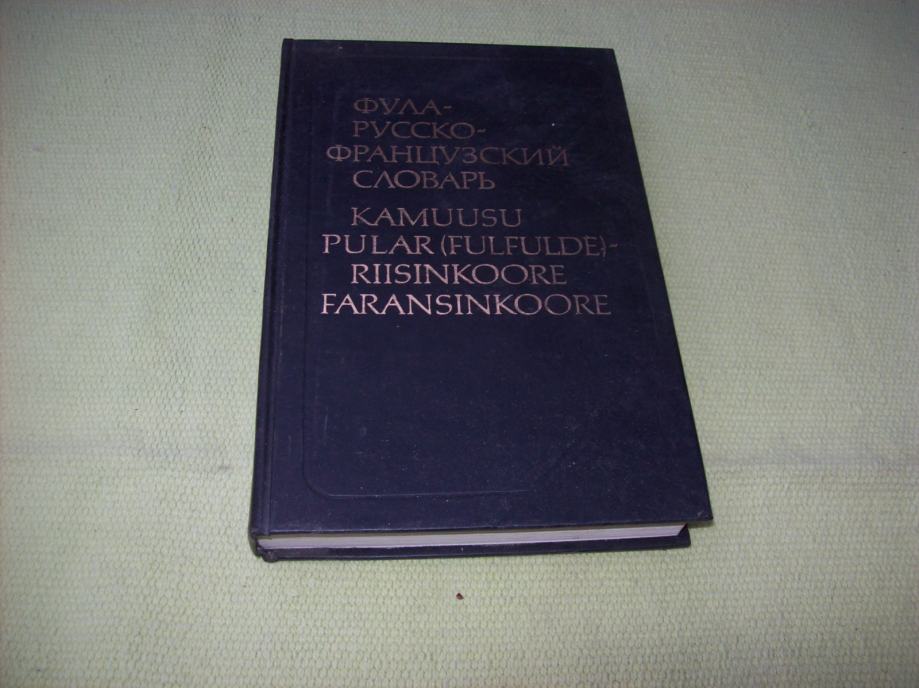 ФУЛА-
РУССКО-
ФРАНЦУЗСКИЙ
СЛОВАРЬ
KAMUUSU
PULAR (FULFULDE)-
RIISINKOORE
FARANSINKOORE